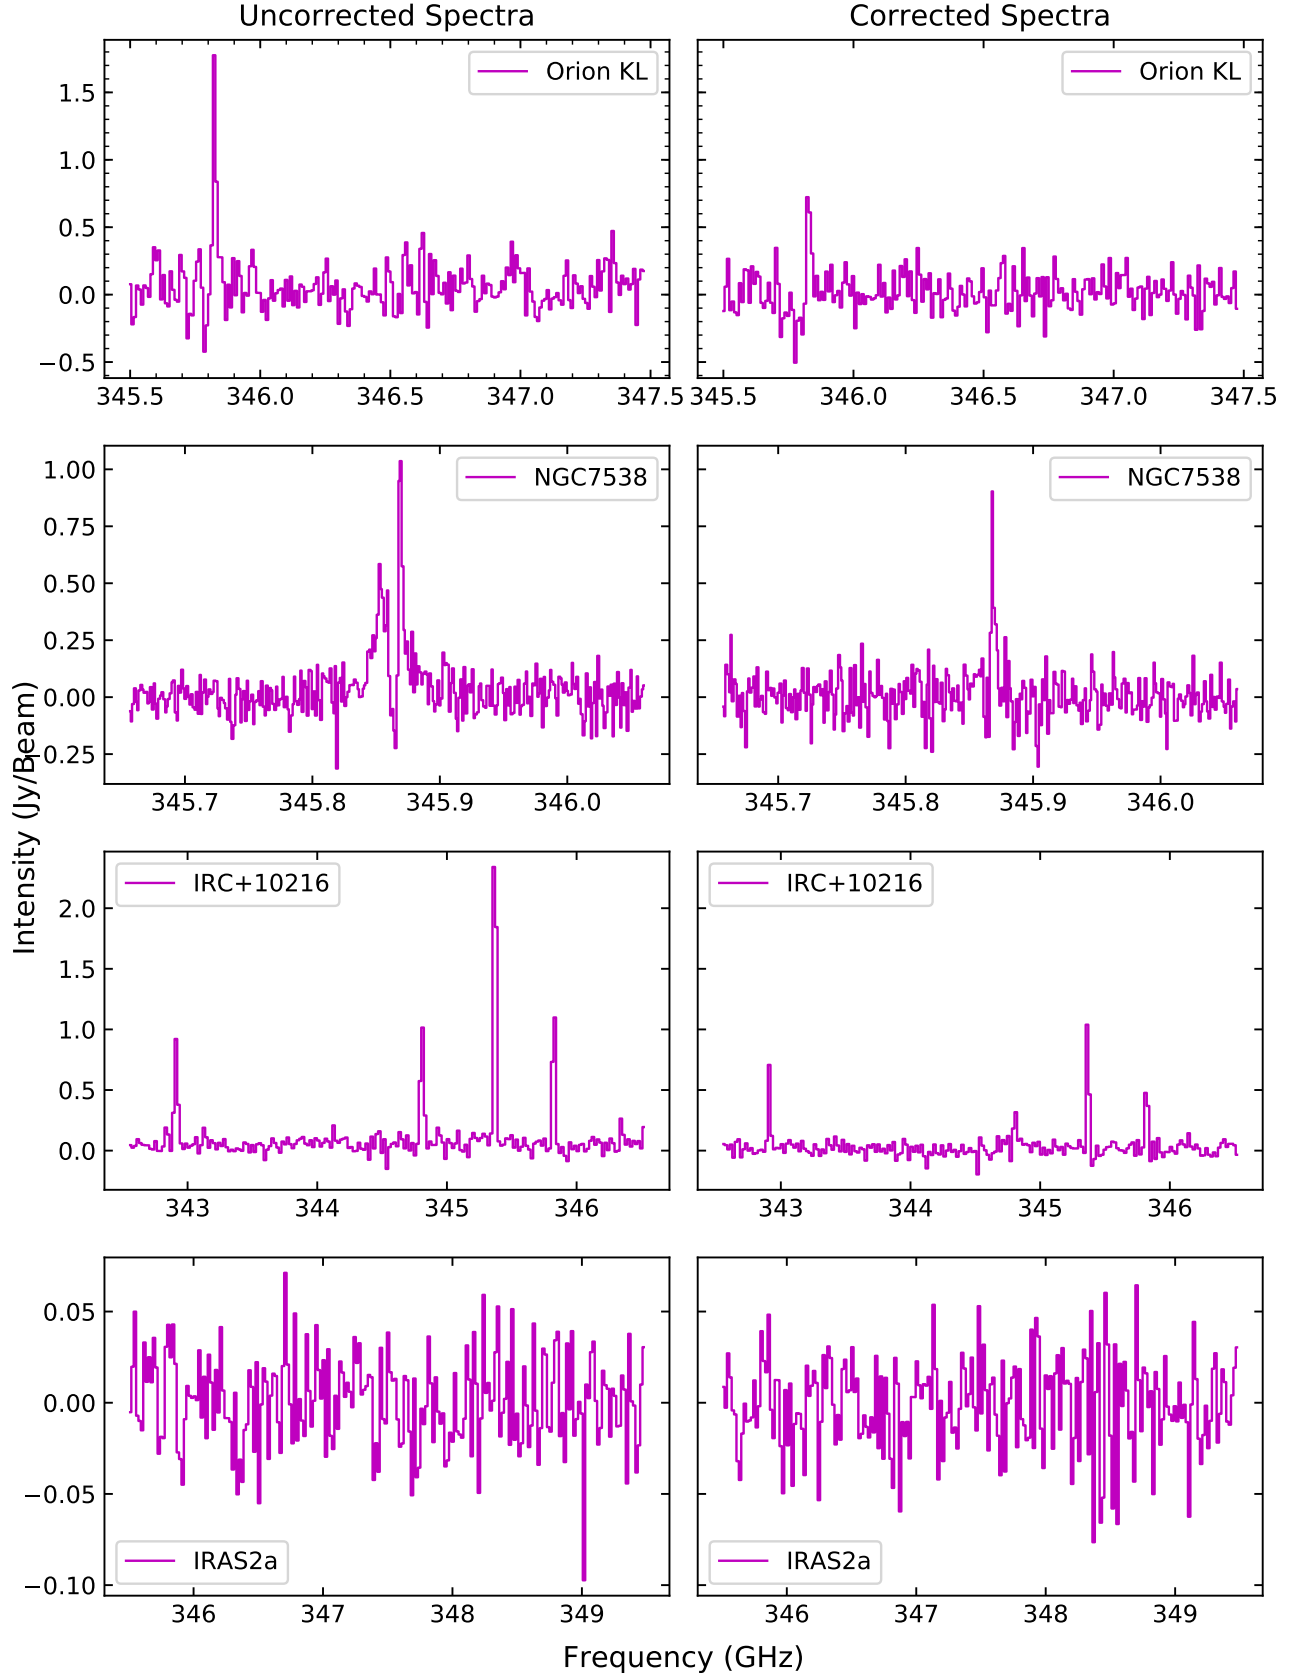 Uncorrected Spectra Corrected Spectra
Orion KL Orion KL
1.5
1.0
0.5
0.0
−0.5
345.5 346.0 346.5 347.0 347.5 345.5 346.0 346.5 347.0 347.5
NGC7538 NGC7538
1.00
0.75
0.50
0.25
0.00
−0.25
345.7 345.8 345.9 346.0 345.7 345.8 345.9 346.0
Intensity (Jy/Beam)
IRC+10216 IRC+10216
2.0
1.5
1.0
0.5
0.0
343 344 345 346 343 344 345 346
0.05
0.00
−0.05
IRAS2a IRAS2a
−0.10
346 347 348 349 346 347 348 349
Frequency (GHz)